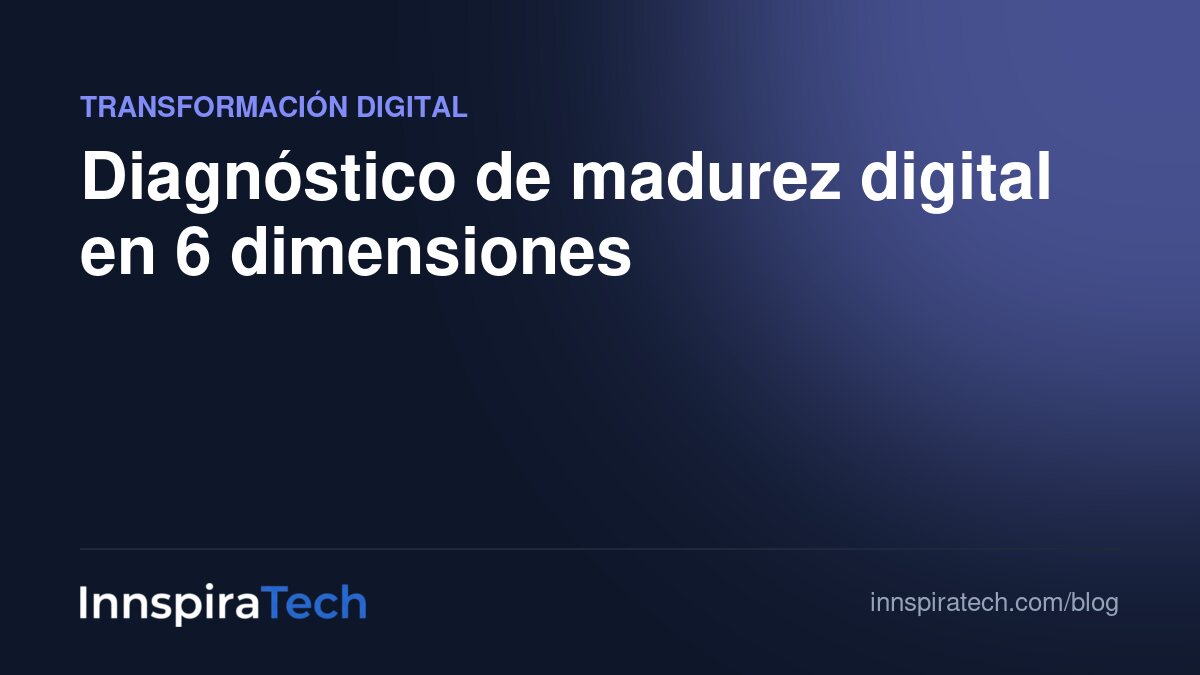 TRANSFORMACIÓN DIGITAL
Diagnóstico de madurez digital
en 6 dimensiones
InnspiraTech
innspiratech.com/blog